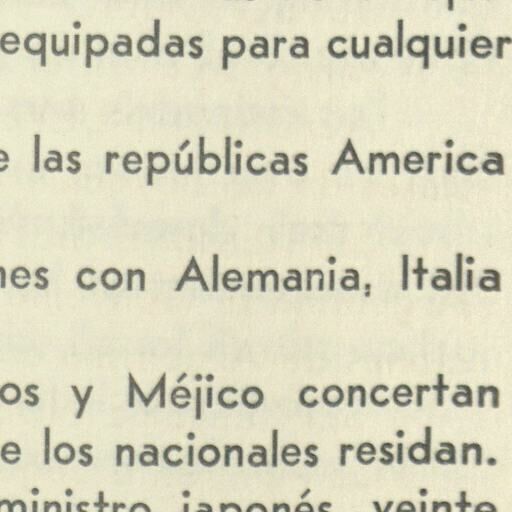 equipadas para cualquier
e las repúblicas America
nes con Alemania, Italia
os y Méjico concertan
e los nacionales residan.
ministro japonés, veinte